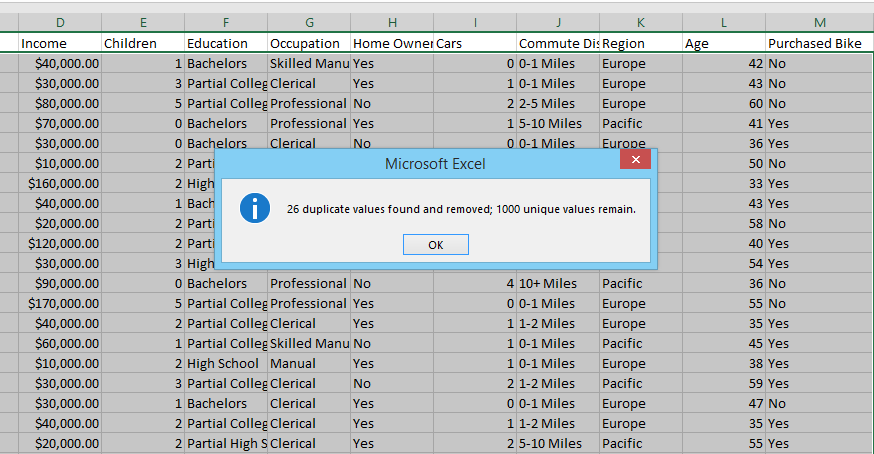 D E F G H I J K L M
Income Children Education Occupation Home Owner Cars Commute Dis Region Age Purchased Bike
$40,000.00 1 Bachelors Skilled Manu Yes 0 0-1 Miles Europe 42 No
$30,000.00 3 Partial Colleg Clerical Yes 1 0-1 Miles Europe 43 No
$80,000.00 5 Partial Colleg Professional No 2 2-5 Miles Europe 60 No
$70,000.00 0 Bachelors Professional Yes 1 5-10 Miles Pacific 41 Yes
$30,000.00 0 Bachelors Clerical No 0 0-1 Miles Europe 36 Yes
$10,000.00 2 Parti 50 No
$160,000.00 2 High 33 Yes
$40,000.00 1 Bach 43 Yes
$20,000.00 2 Parti 58 No
$120,000.00 2 Parti 40 Yes
$30,000.00 3 High 54 Yes
Microsoft Excel
26 duplicate values found and removed; 1000 unique values remain.
OK
$90,000.00 0 Bachelors Professional No 4 10+ Miles Pacific 36 No
$170,000.00 5 Partial Colleg Professional Yes 0 0-1 Miles Europe 55 No
$40,000.00 2 Partial Colleg Clerical Yes 1 1-2 Miles Europe 35 Yes
$60,000.00 1 Partial Colleg Skilled Manu No 1 0-1 Miles Pacific 45 Yes
$10,000.00 2 High School Manual Yes 1 0-1 Miles Europe 38 Yes
$30,000.00 3 Partial Colleg Clerical No 2 1-2 Miles Pacific 59 Yes
$30,000.00 1 Bachelors Clerical Yes 0 0-1 Miles Europe 47 No
$40,000.00 2 Partial Colleg Clerical Yes 1 1-2 Miles Europe 35 Yes
$20,000.00 2 Partial High S Clerical Yes 2 5-10 Miles Pacific 55 Yes